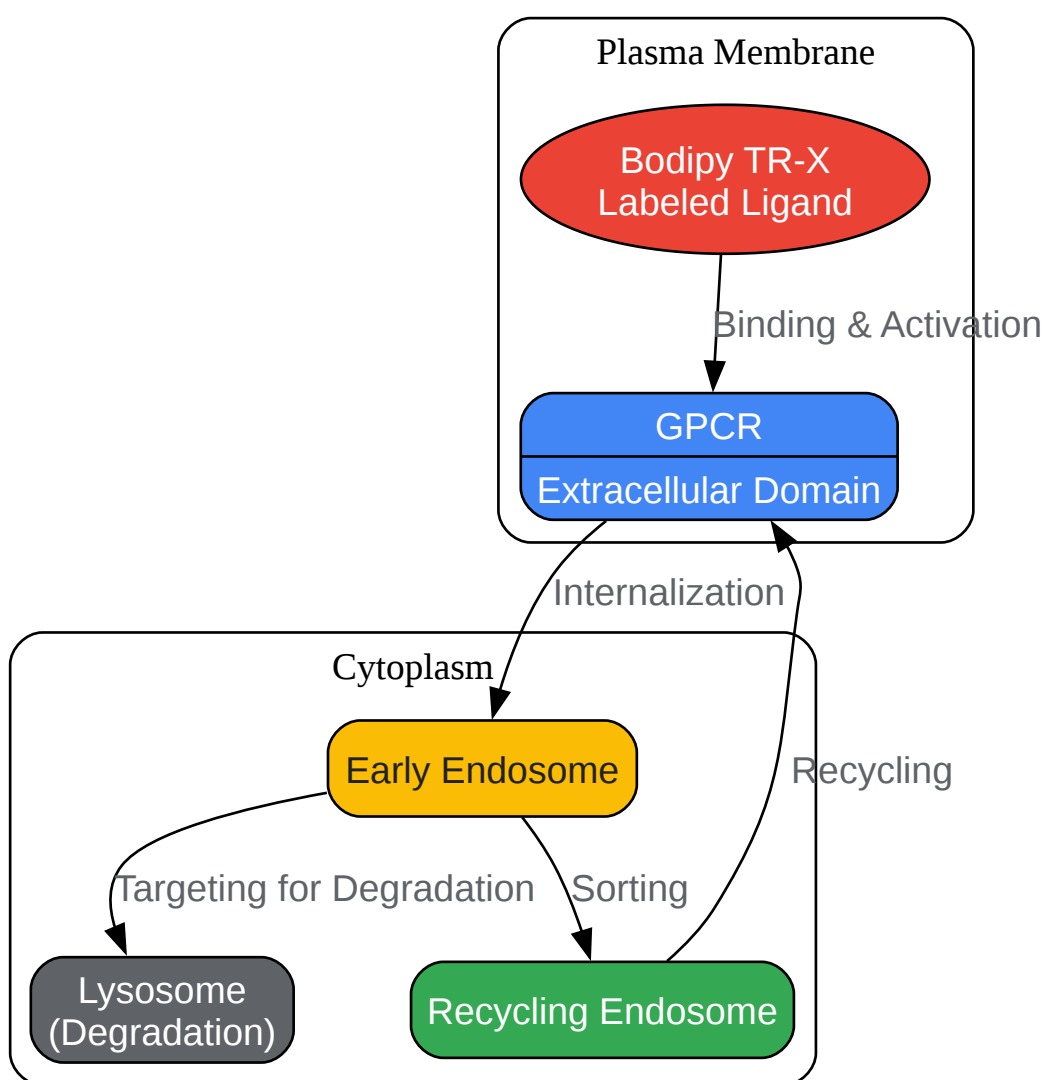 Plasma Membrane
Bodipy TR-X
Labeled Ligand
Binding & Activation
GPCR
Extracellular Domain
Internalization
Cytoplasm
Early Endosome
Recycling
Targeting for Degradation
Sorting
Lysosome
(Degradation)
Recycling Endosome